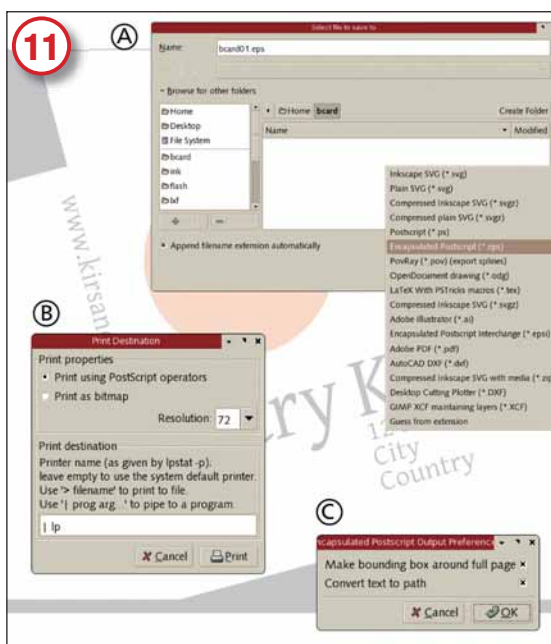 11
A
Select file to save to
Name:
bcard01.eps
Browse for other folders
Home
Desktop
File System
bcard
ink
flash
lxf
Home bcard
Create Folder
Name
Modified
Append filename extension automatically
Inkscape SVG (*.svg)
Plain SVG (*.svg)
Compressed Inkscape SVG (*.svgz)
Compressed plain SVG (*.svgz)
Postscript (*.ps)
Encapsulated Postscript (*.eps)
PovRay (*.pov) (export splines)
OpenDocument drawing (*.odg)
LaTeX With PSTricks macros (*.tex)
Compressed Inkscape SVG (*.svgz)
Adobe Illustrator (*.ai)
Encapsulated Postscript Interchange (*.epsi)
Adobe PDF (*.pdf)
AutoCAD DXF (*.dxf)
Compressed Inkscape SVG with media (*.zip
Desktop Cutting Plotter (*.DXF)
GIMP XCF maintaining layers (*.XCF)
Guess from extension
www.kirsan
B
Print Destination
Print properties
Print using PostScript operators
Print as bitmap
Resolution: 72
Print destination
Printer name (as given by lpstat -p);
leave empty to use the system default printer.
Use '> filename' to print to file.
Use '| prog arg...' to pipe to a program.
| lp
Cancel Print
ry K
City
Country
C
ncapsulated Postscript Output Preference
Make bounding box around full page
Convert text to path
Cancel OK